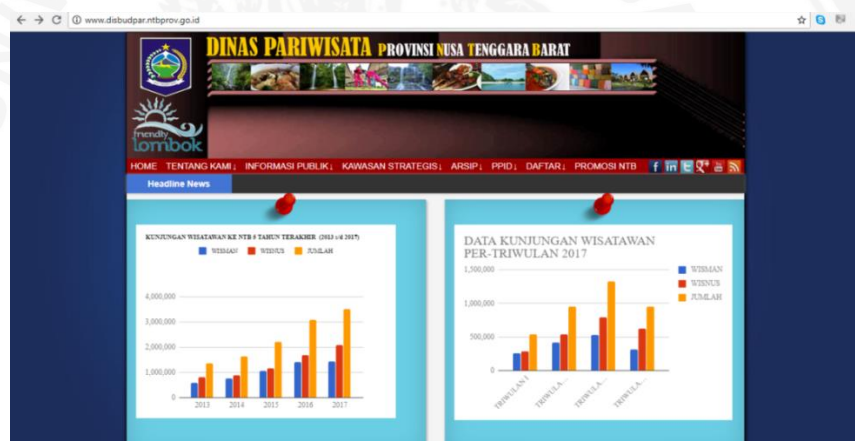 www.disbudpar.ntbprov.go.id
DINAS PARIWISATA PROVINSI NUSA TENGGARA BARAT
friendly
lombok
HOME TENTANG KAMI↓ INFORMASI PUBLIK↓ KAWASAN STRATEGIS↓ ARSIP↓ PPID↓ DAFTAR↓ PROMOSI NTB
Headline News
KUNJUNGAN WISATAWAN KE NTB 5 TAHUN TERAKHIR (2013 s/d 2017)
WISMAN WISNUS JUMLAH
4,000,000
3,000,000
2,000,000
1,000,000
0
2013 2014 2015 2016 2017
DATA KUNJUNGAN WISATAWAN
PER-TRIWULAN 2017
WISMAN
WISNUS
JUMLAH
1,500,000
1,000,000
500,000
0
TRIWULAN I TRIWULA... TRIWULA... TRIWULA...